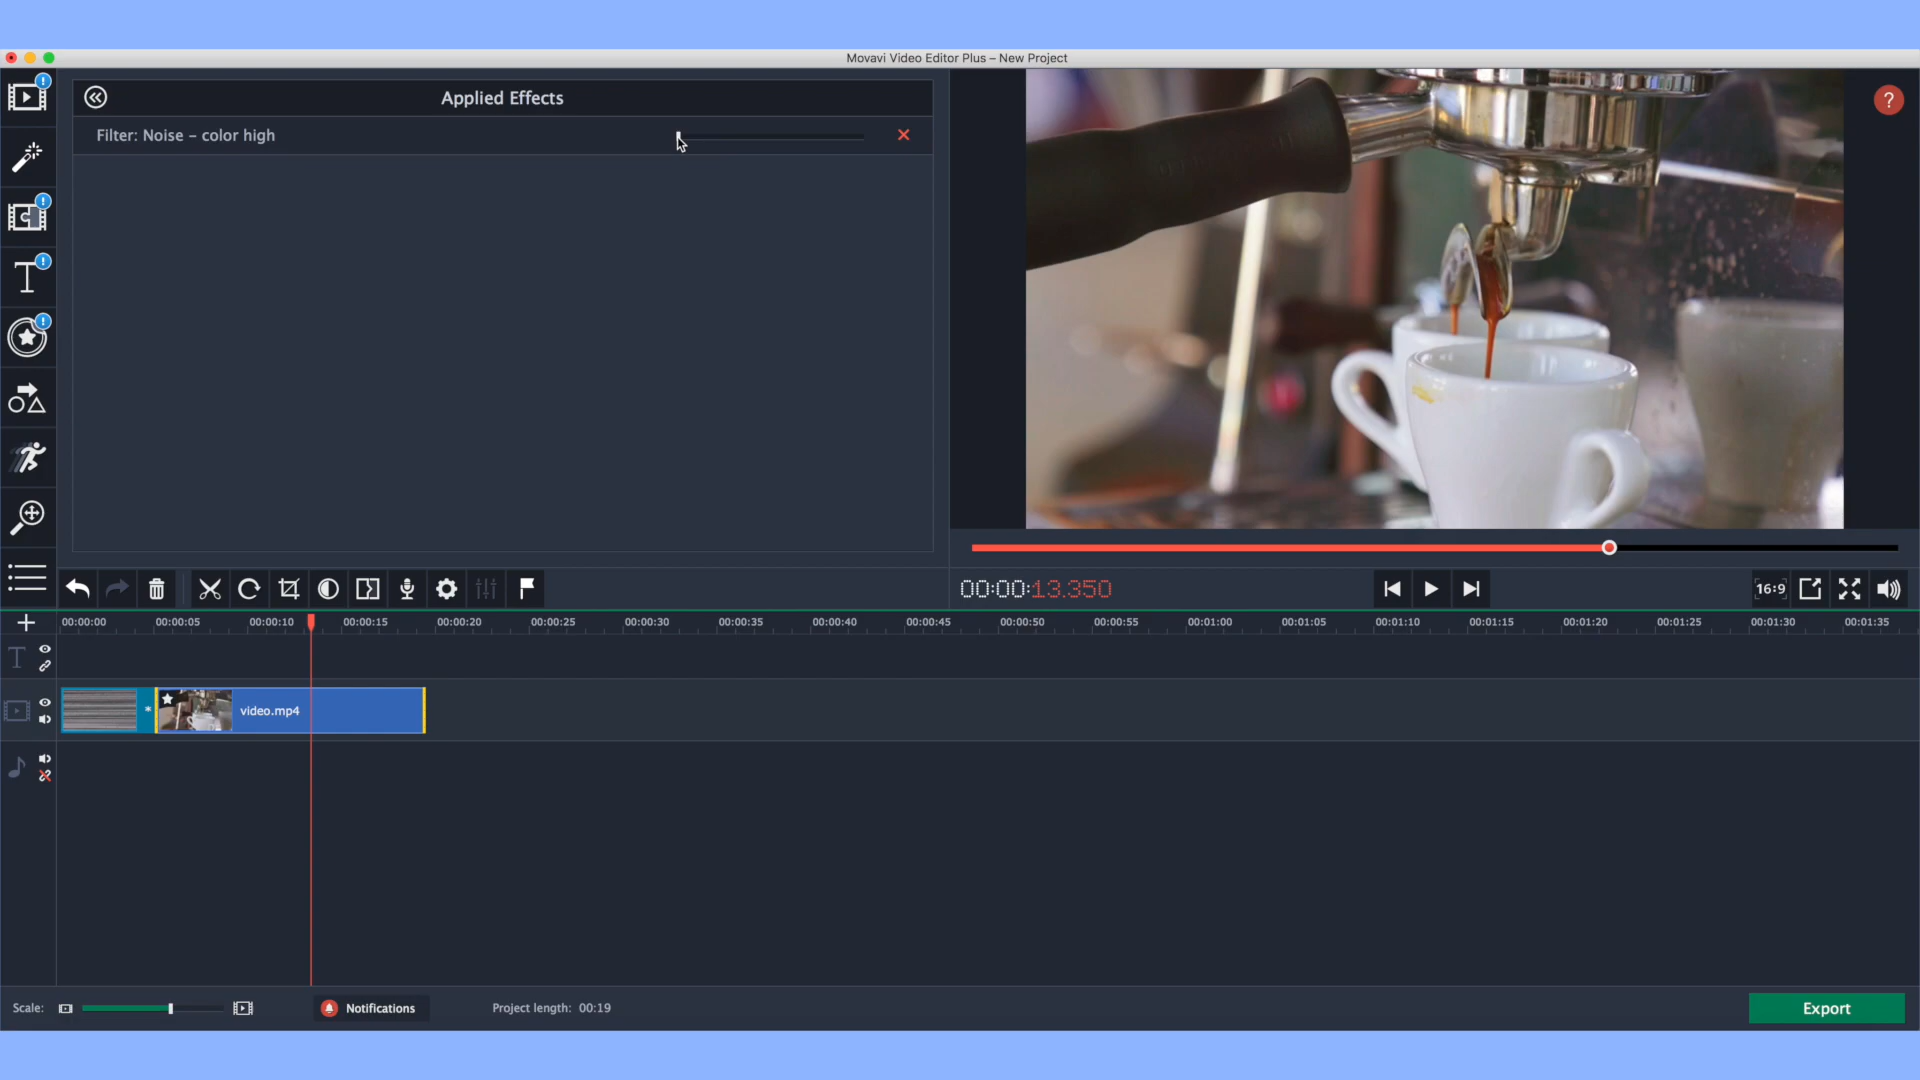 Movavi Video Editor Plus – New Project
Applied Effects
Filter: Noise – color high
?
00:00:13.350
16:9
00:00:00 00:00:05 00:00:10 00:00:15 00:00:20 00:00:25 00:00:30 00:00:35 00:00:40 00:00:45 00:00:50 00:00:55 00:01:00 00:01:05 00:01:10 00:01:15 00:01:20 00:01:25 00:01:30 00:01:35
video.mp4
Scale:
Notifications
Project length: 00:19
Export